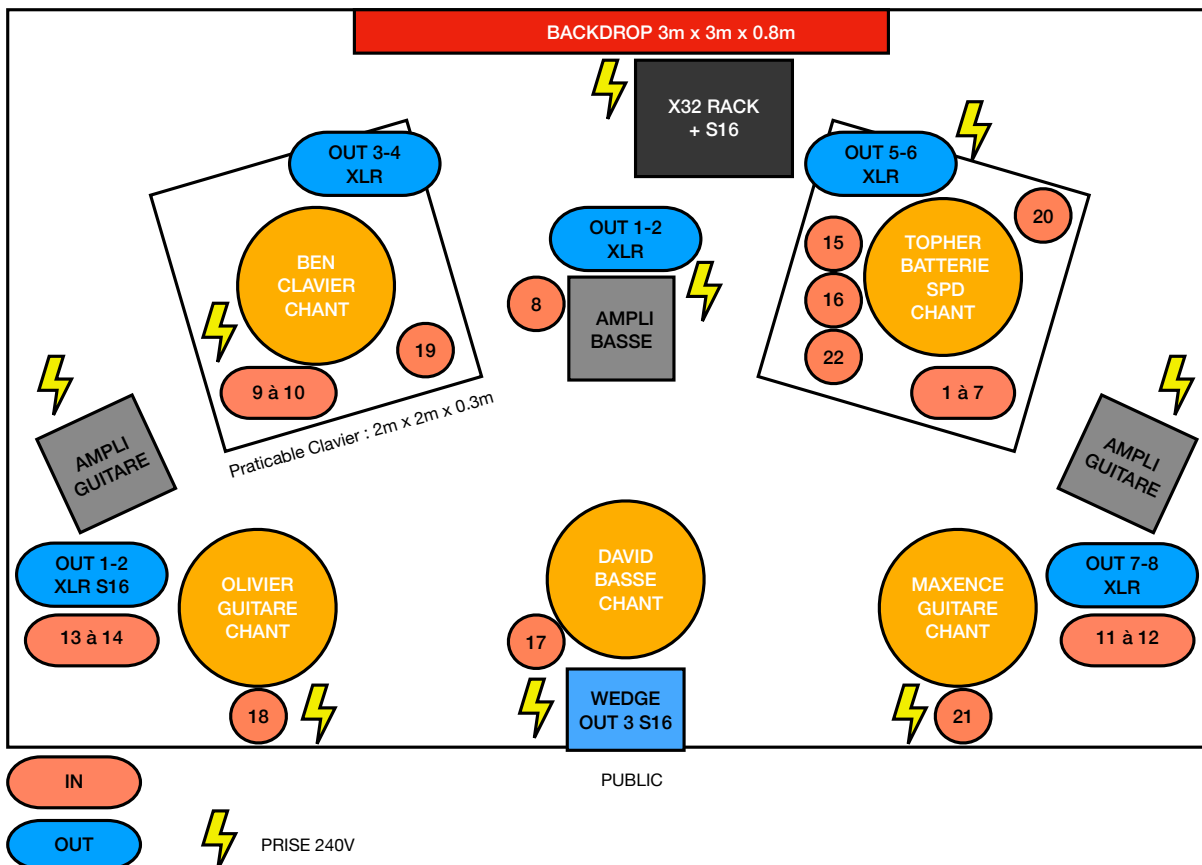 BACKDROP 3m x 3m x 0.8m
X32 RACK
+ S16
OUT 3-4
XLR
OUT 5-6
XLR
OUT 1-2
XLR
BEN
CLAVIER
CHANT
19
9 à 10
Praticable Clavier : 2m x 2m x 0.3m
8
AMPLI
BASSE
15
16
22
TOPHER
BATTERIE
SPD
CHANT
20
1 à 7
AMPLI
GUITARE
AMPLI
GUITARE
OUT 1-2
XLR S16
13 à 14
OLIVIER
GUITARE
CHANT
18
DAVID
BASSE
CHANT
17
WEDGE
OUT 3 S16
MAXENCE
GUITARE
CHANT
21
OUT 7-8
XLR
11 à 12
PUBLIC
IN
OUT
PRISE 240V